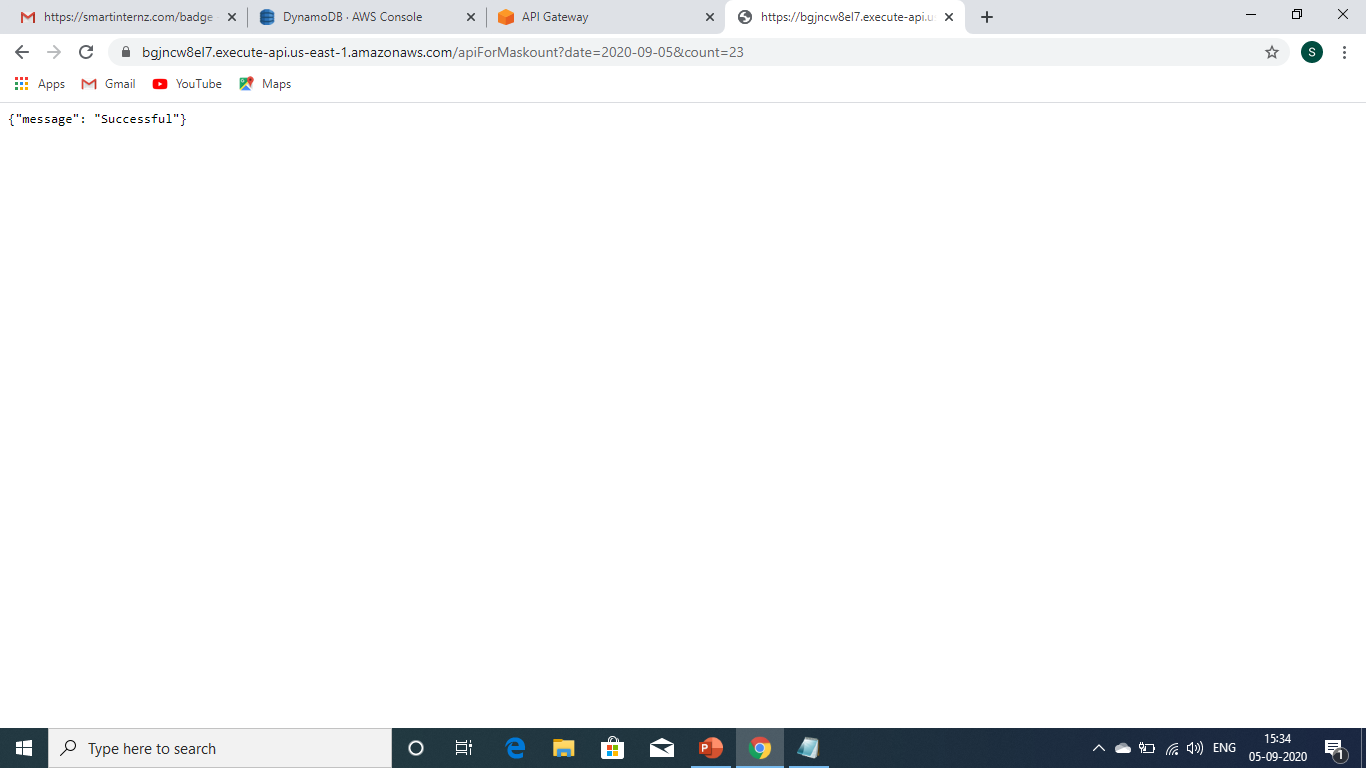 https://smartinternz.com/badge
DynamoDB · AWS Console
API Gateway
https://bgjncw8el7.execute-api.u
bgjncw8el7.execute-api.us-east-1.amazonaws.com/apiForMaskount?date=2020-09-05&count=23
S
Apps
Gmail
YouTube
Maps
{"message": "Successful"}
Type here to search
ENG
15:34
05-09-2020
1